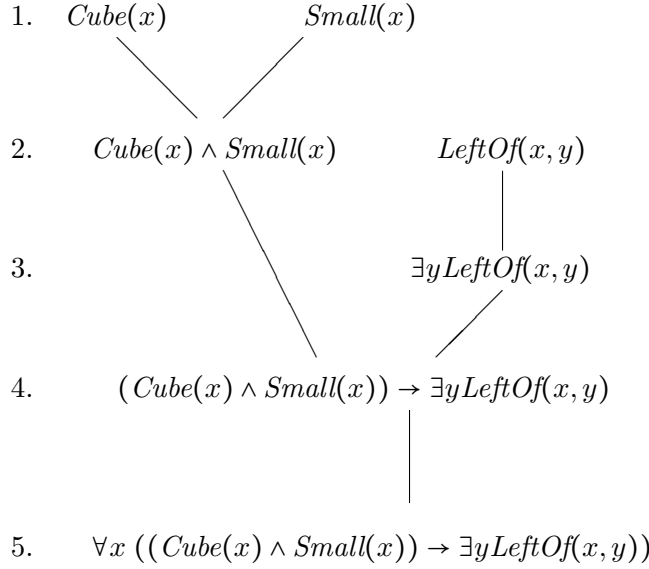 1. Cube(x) Small(x)
2. Cube(x) ∧ Small(x) LeftOf(x, y)
3. ∃yLeftOf(x, y)
4. (Cube(x) ∧ Small(x)) → ∃yLeftOf(x, y)
5. ∀x ((Cube(x) ∧ Small(x)) → ∃yLeftOf(x, y))